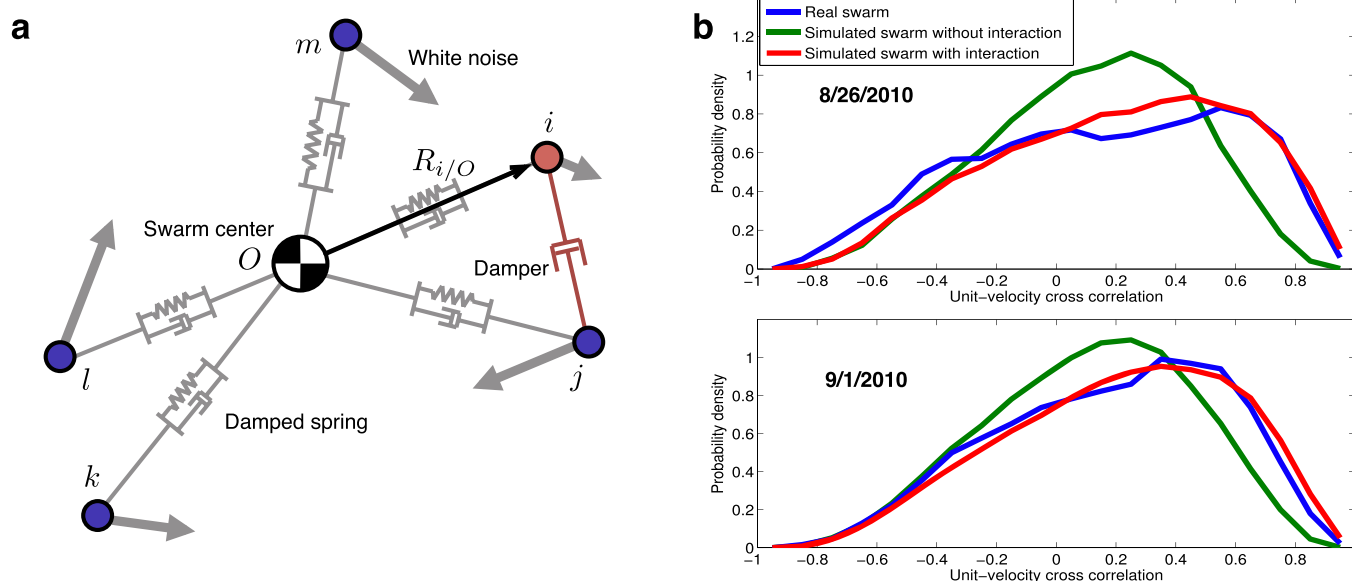 a
m
White noise
i
R_{i/O}
Swarm center
O
Damper
l
j
Damped spring
k
b
Real swarm
Simulated swarm without interaction
Simulated swarm with interaction
8/26/2010
Probability density
1.2
1
0.8
0.6
0.4
0.2
0
−1 −0.8 −0.6 −0.4 −0.2 0 0.2 0.4 0.6 0.8
Unit−velocity cross correlation
9/1/2010
Probability density
1
0.8
0.6
0.4
0.2
0
−1 −0.8 −0.6 −0.4 −0.2 0 0.2 0.4 0.6 0.8
Unit−velocity cross correlation